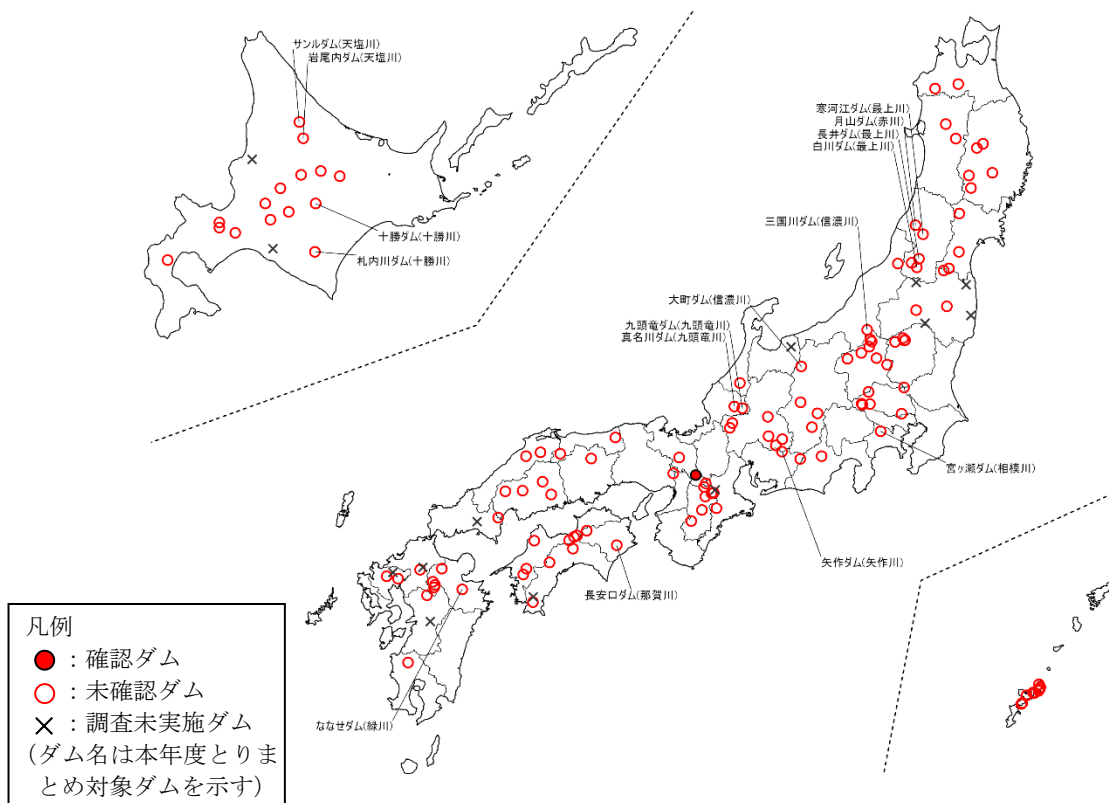 サンルダム(天塩川)
岩尾内ダム(天塩川)
十勝ダム(十勝川)
札内川ダム(十勝川)
寒河江ダム(最上川)
月山ダム(赤川)
長井ダム(最上川)
白川ダム(最上川)
三国川ダム(信濃川)
大町ダム(信濃川)
九頭竜ダム(九頭竜川)
真名川ダム(九頭竜川)
宮ヶ瀬ダム(相模川)
矢作ダム(矢作川)
長安口ダム(那賀川)
ななせダム(緑川)
凡例
：確認ダム
：未確認ダム
：調査未実施ダム
(ダム名は本年度とりま
とめ対象ダムを示す)